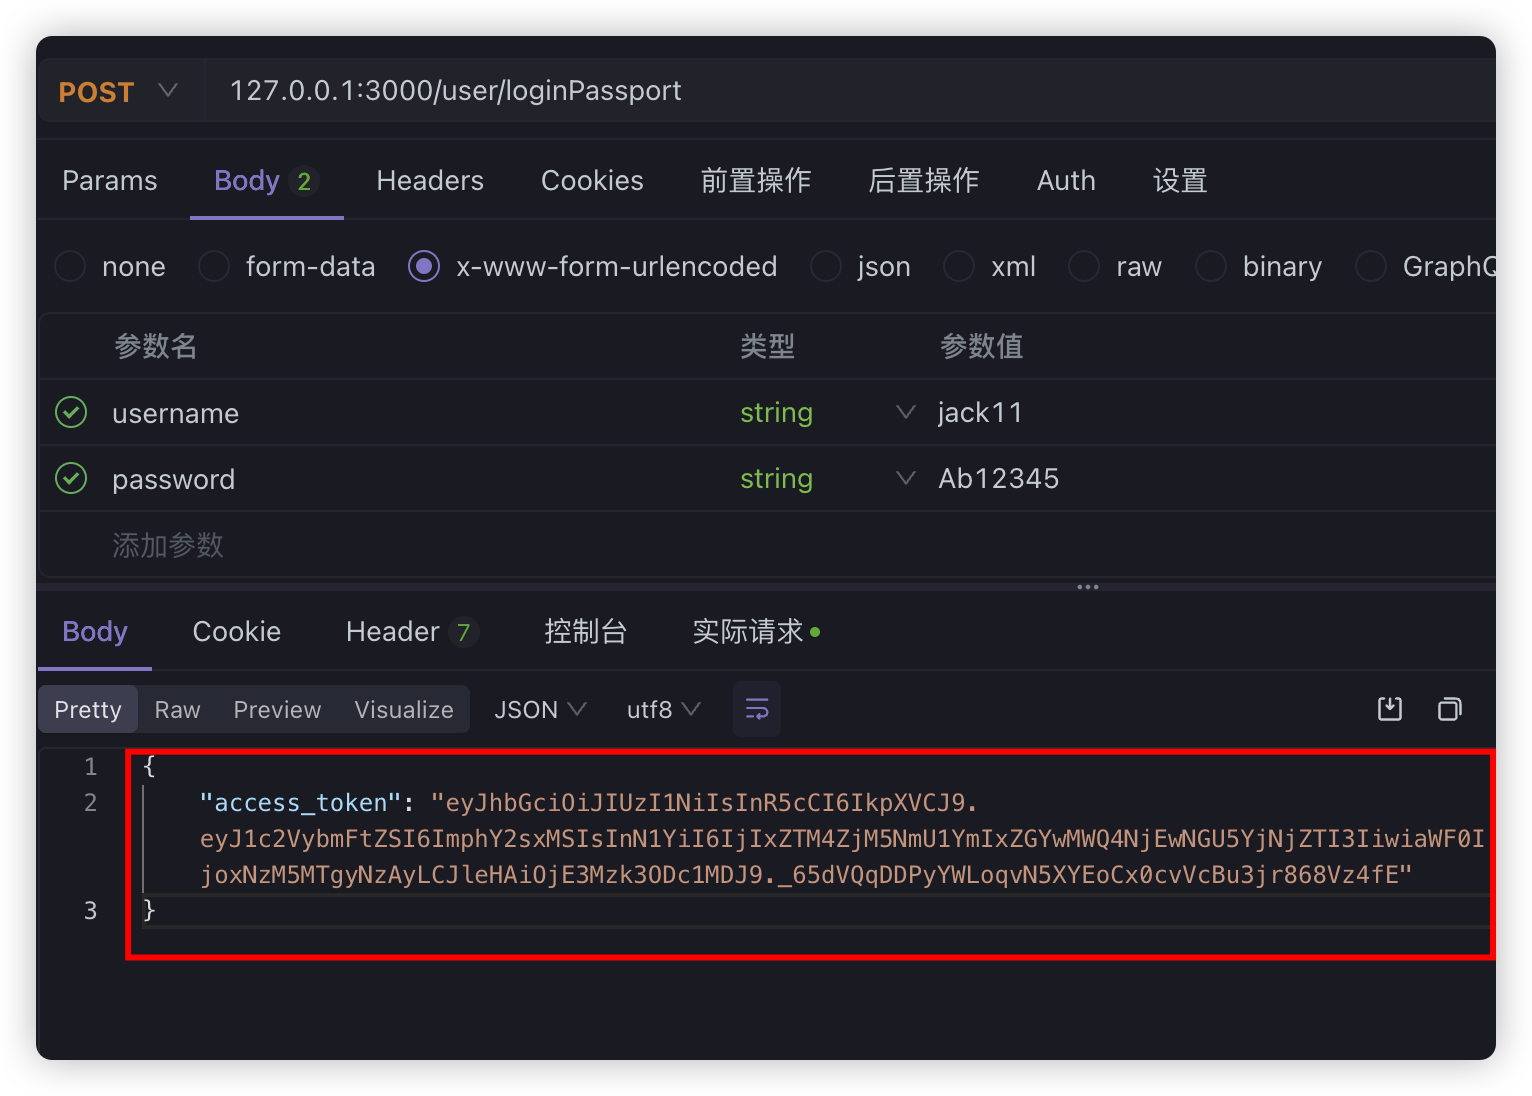 POST 127.0.0.1:3000/user/loginPassport
Params Body 2 Headers Cookies 前置操作 后置操作 Auth 设置
none form-data x-www-form-urlencoded json xml raw binary GraphQ
参数名 类型 参数值
username string jack11
password string Ab12345
添加参数
Body Cookie Header 7 控制台 实际请求
Pretty Raw Preview Visualize JSON utf8
1 {
2 "access_token": "eyJhbGciOiJIUzI1NiIsInR5cCI6IkpXVCJ9.
eyJ1c2VybmFtZSI6ImphY2sxMSIsInN1YiI6IjIxZTM4ZjM5NmU1YmIxZGYwMWQ4NjEwNGU5YjNjZTI3IiwiaWF0I
joxNzM5MTgyNzAyLCJleHAiOjE3Mzk3ODc1MDJ9._65dVQqDDPyYWLoqvN5XYEoCx0cvVcBu3jr868Vz4fE"
3 }